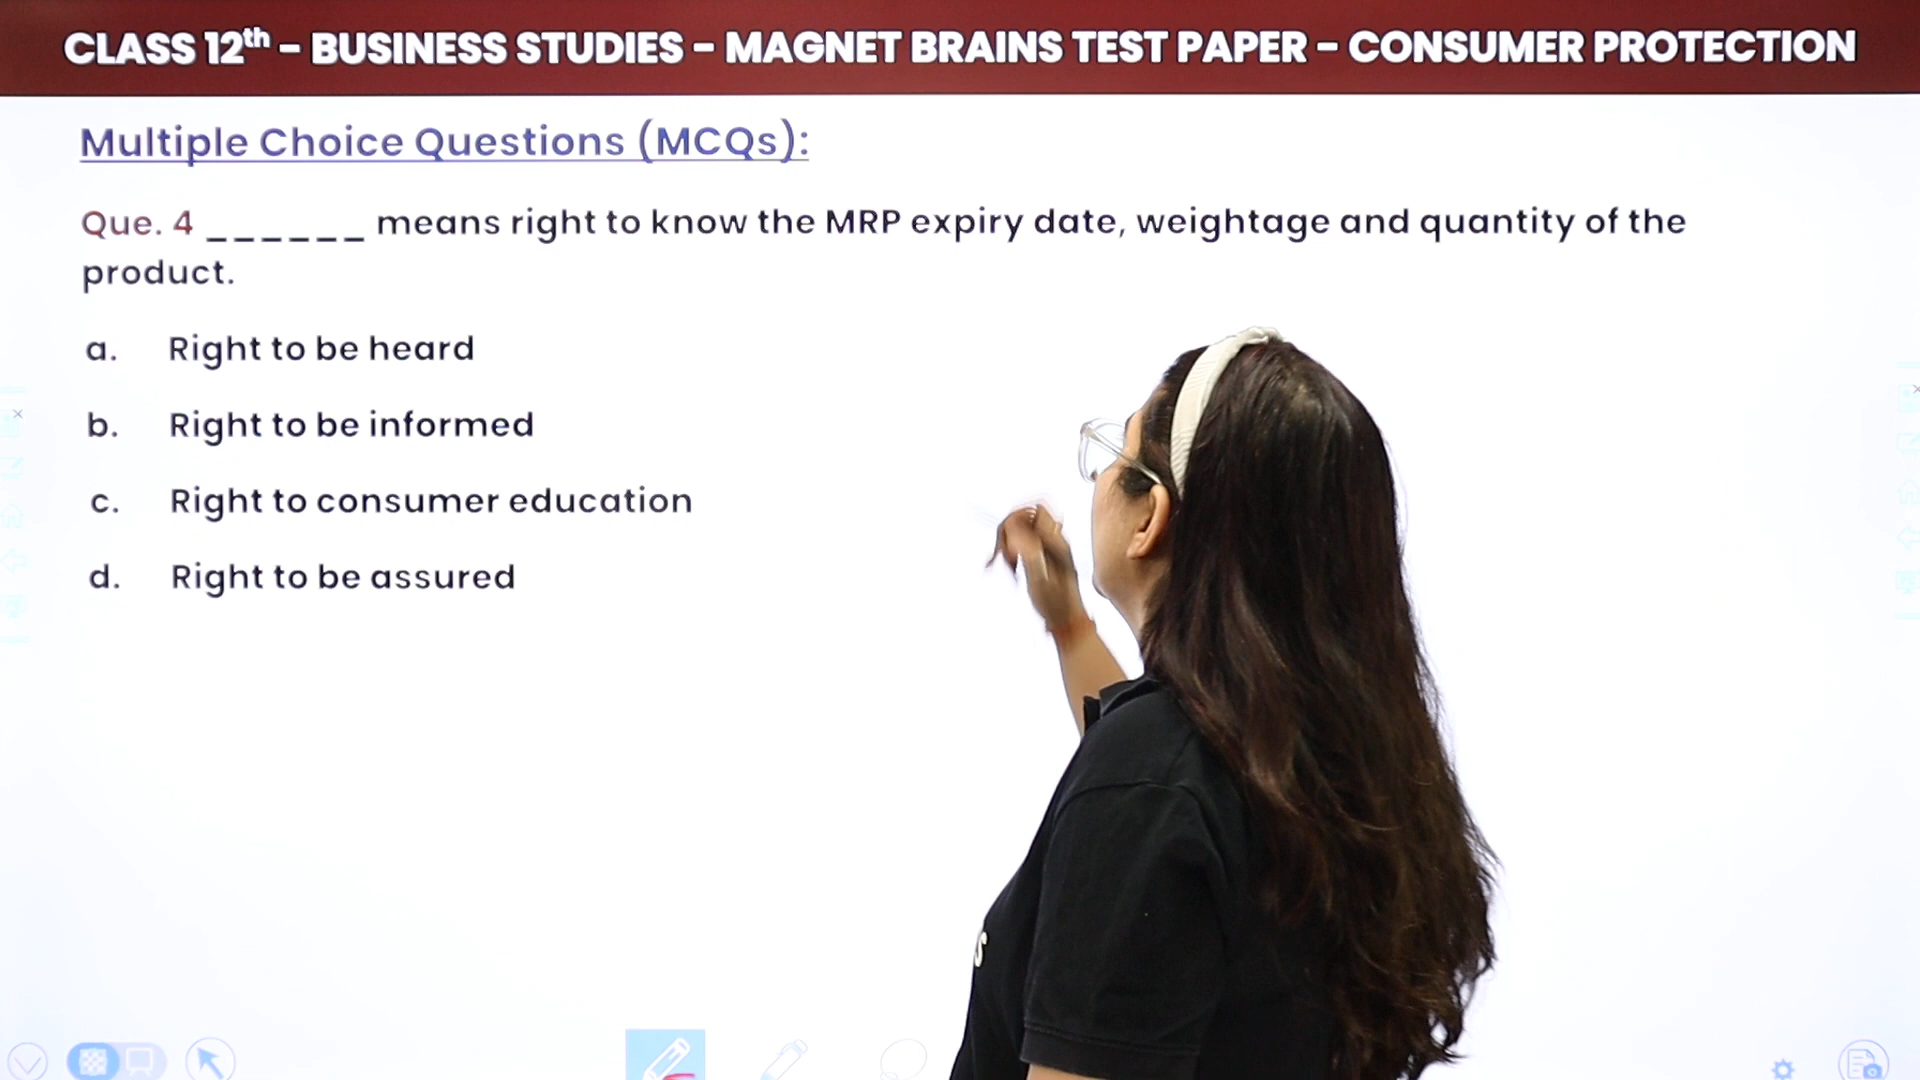 CLASS 12th - BUSINESS STUDIES - MAGNET BRAINS TEST PAPER - CONSUMER PROTECTION
Multiple Choice Questions (MCQs):
Que. 4 ______ means right to know the MRP expiry date, weightage and quantity of the
product.
a. Right to be heard
b. Right to be informed
c. Right to consumer education
d. Right to be assured